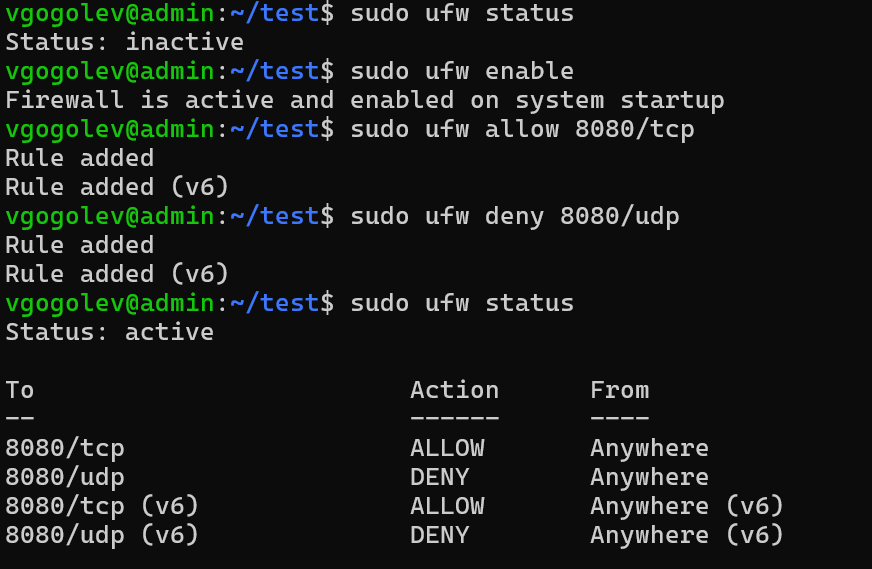 vgogolev@admin:~/test$ sudo ufw status
Status: inactive
vgogolev@admin:~/test$ sudo ufw enable
Firewall is active and enabled on system startup
vgogolev@admin:~/test$ sudo ufw allow 8080/tcp
Rule added
Rule added (v6)
vgogolev@admin:~/test$ sudo ufw deny 8080/udp
Rule added
Rule added (v6)
vgogolev@admin:~/test$ sudo ufw status
Status: active

To                         Action      From
--                         ------      ----
8080/tcp                   ALLOW       Anywhere
8080/udp                   DENY        Anywhere
8080/tcp (v6)              ALLOW       Anywhere (v6)
8080/udp (v6)              DENY        Anywhere (v6)